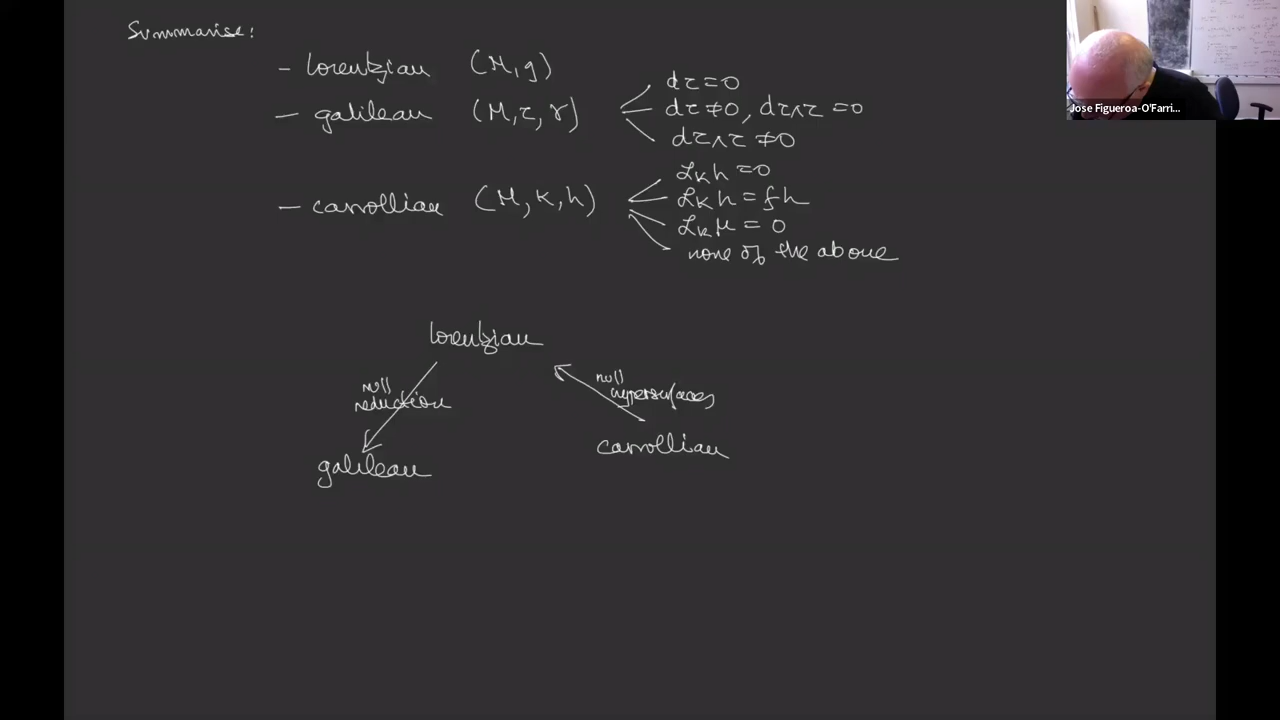 Summarise:
- lorentzian (M, g)
- galilean (M, τ, γ)
dτ=0
dτ≠0, dτ∧τ=0
dτ∧τ≠0
- carrollian (M, κ, h)
ℒκh=0
ℒκh=fh
ℒκμ=0
none of the above
lorentzian
null reduction
null hypersurfaces
galilean
carrollian
Jose Figueroa-O'Farri...